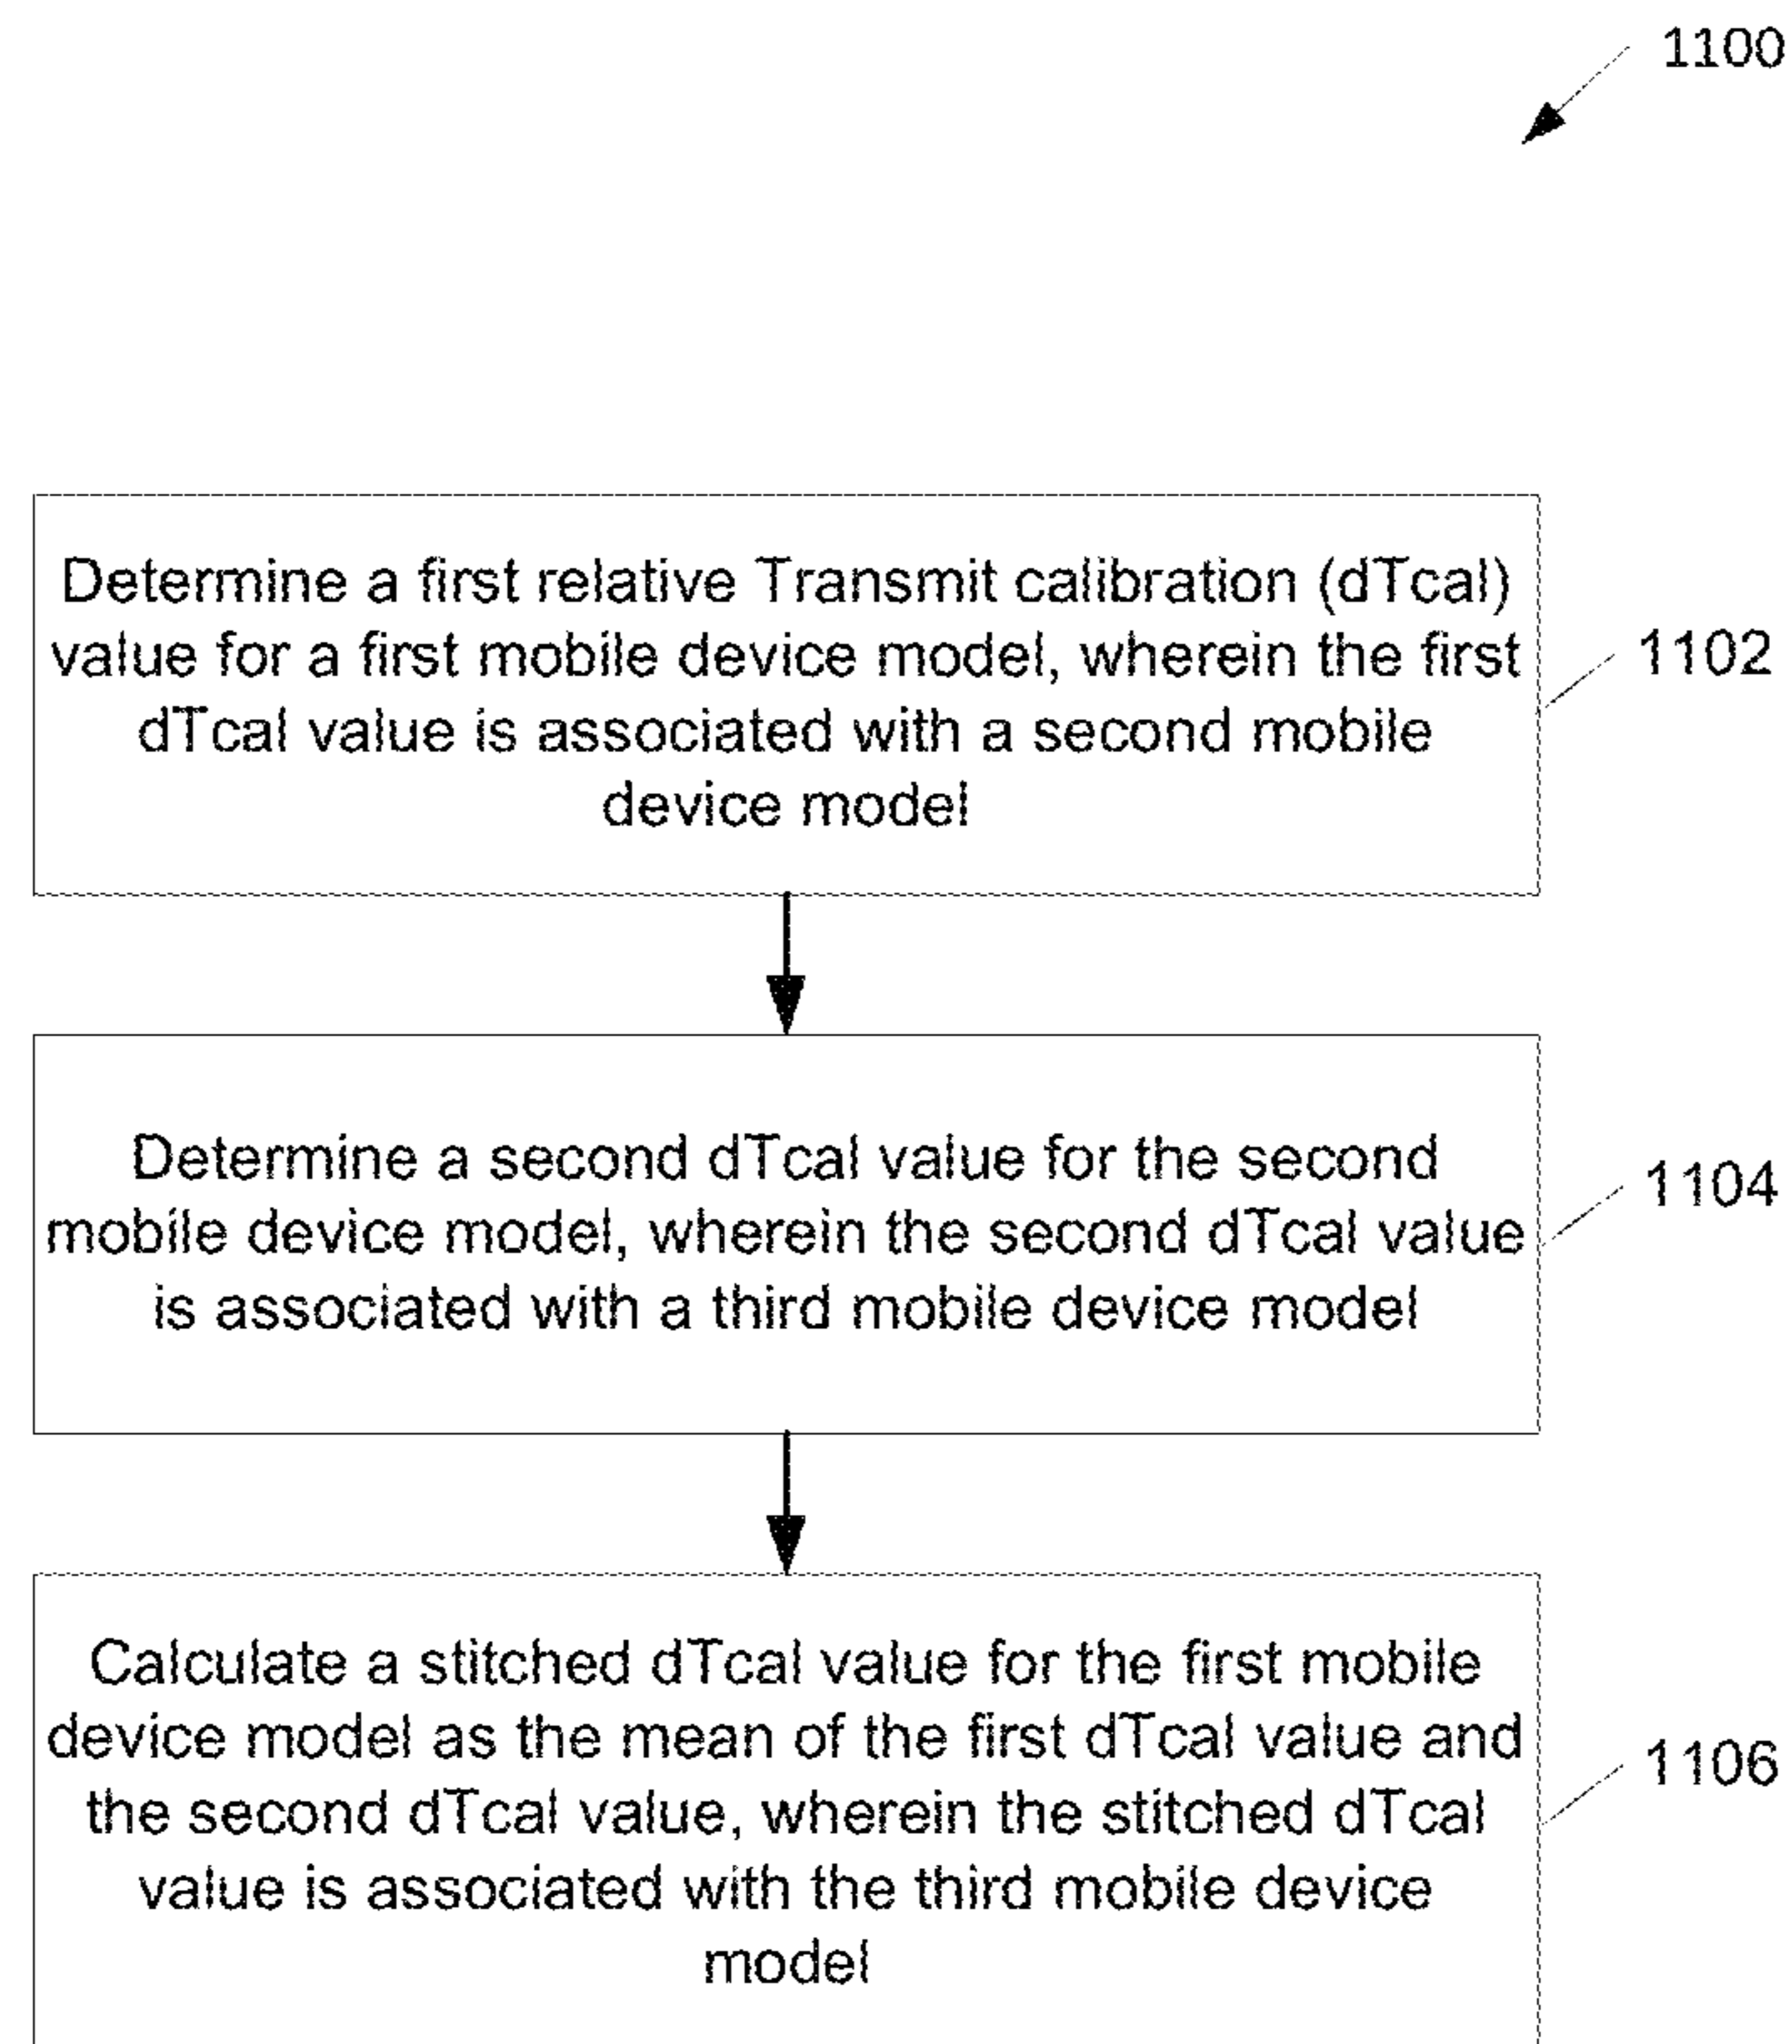 1100
Determine a first relative Transmit calibration (dTcal)
value for a first mobile device model, wherein the first
dTcal value is associated with a second mobile
device model
1102
Determine a second dTcal value for the second
mobile device model, wherein the second dTcal value
is associated with a third mobile device model
1104
Calculate a stitched dTcal value for the first mobile
device model as the mean of the first dTcal value and
the second dTcal value, wherein the stitched dTcal
value is associated with the third mobile device
model
1106